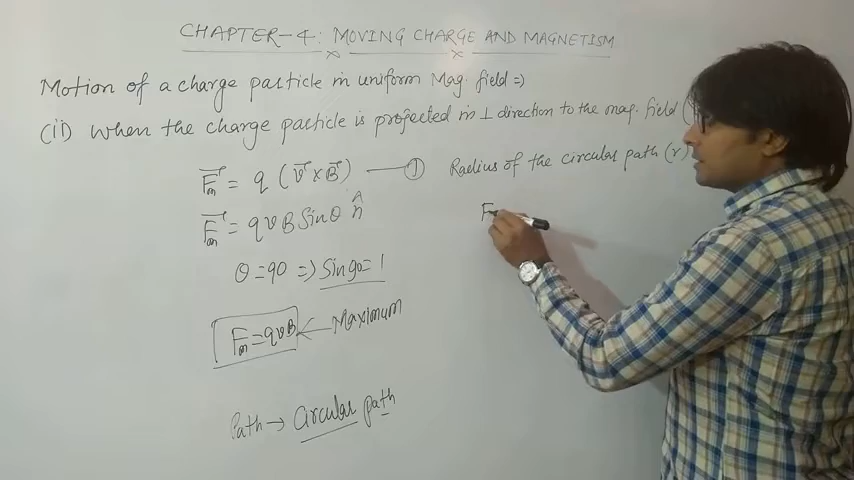 CHAPTER-4: MOVING CHARGE AND MAGNETISM
Motion of a charge particle in uniform Mag. field ⇒
(ii) When the charge particle is projected in ⊥ direction to the mag. field (
F⃗m = q (v⃗ × B⃗) —— ①
F⃗m = qvB Sinθ n̂
θ = 90 ⇒ Sin90 = 1
Fm = qvB ← Maximum
Path → Circular path
Radius of the circular path (r)
F